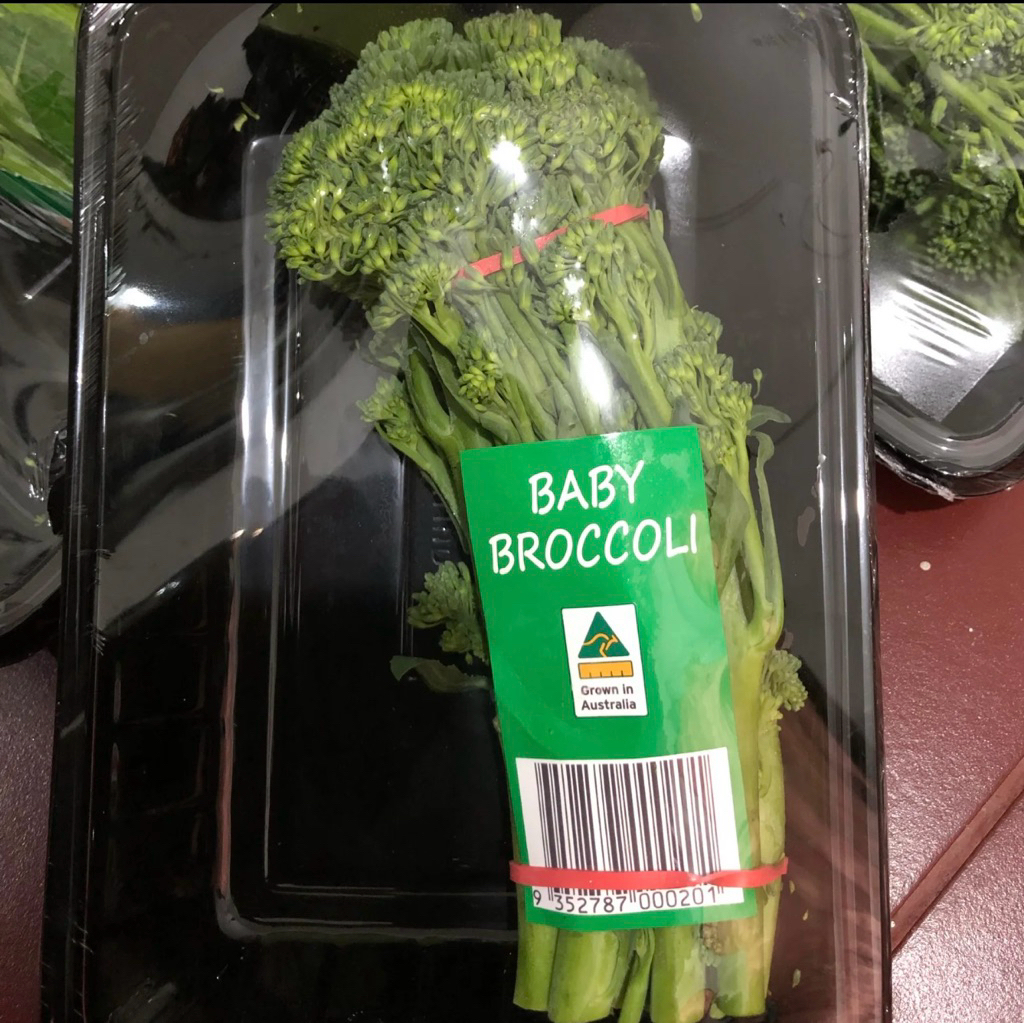 BABY
BROCCOLI
Grown in
Australia
9 352787 000201